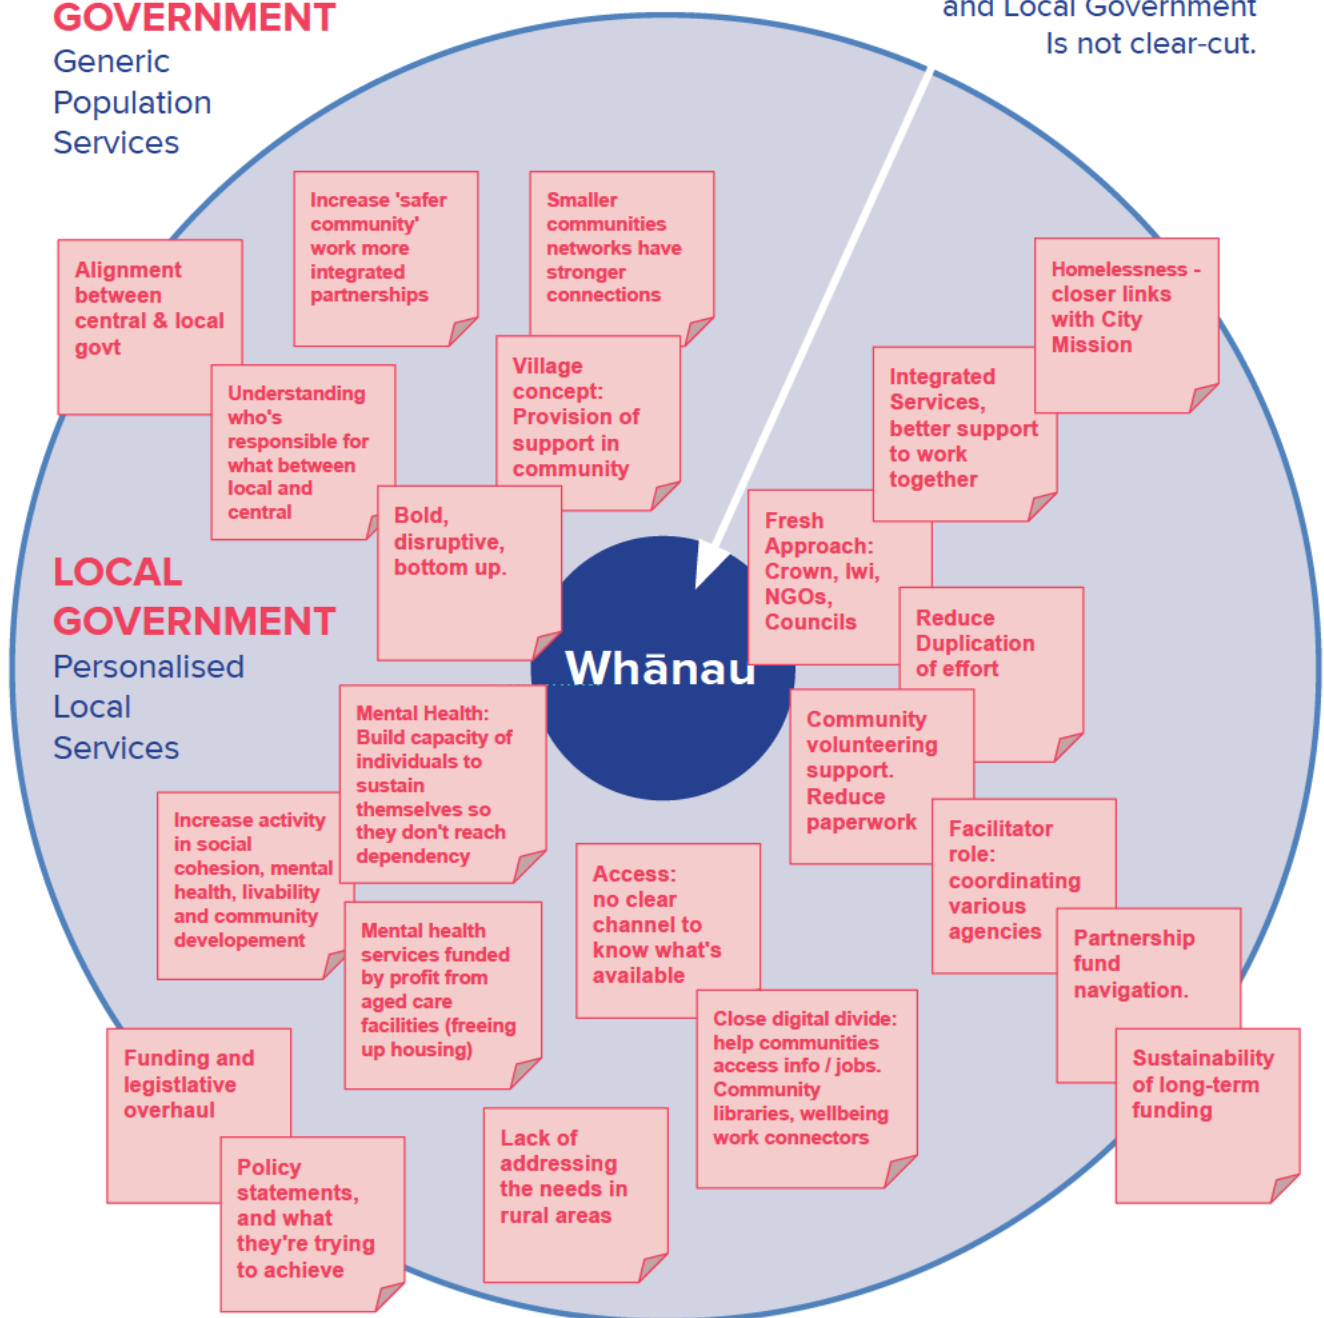 GOVERNMENT
Generic
Population
Services
and Local Government
Is not clear-cut.
Increase 'safer
community'
work more
integrated
partnerships
Smaller
communities
networks have
stronger
connections
Alignment
between
central & local
govt
Homelessness -
closer links
with City
Mission
Understanding
who's
responsible for
what between
local and
central
Village
concept:
Provision of
support in
community
Integrated
Services,
better support
to work
together
Bold,
disruptive,
bottom up.
Fresh
Approach:
Crown, Iwi,
NGOs,
Councils
LOCAL
GOVERNMENT
Personalised
Local
Services
Whānau
Reduce
Duplication
of effort
Mental Health:
Build capacity of
individuals to
sustain
themselves so
they don't reach
dependency
Community
volunteering
support.
Reduce
paperwork
Increase activity
in social
cohesion, mental
health, livability
and community
developement
Facilitator
role:
coordinating
various
agencies
Access:
no clear
channel to
know what's
available
Mental health
services funded
by profit from
aged care
facilities (freeing
up housing)
Partnership
fund
navigation.
Close digital divide:
help communities
access info / jobs.
Community
libraries, wellbeing
work connectors
Funding and
legistlative
overhaul
Sustainability
of long-term
funding
Lack of
addressing
the needs in
rural areas
Policy
statements,
and what
they're trying
to achieve